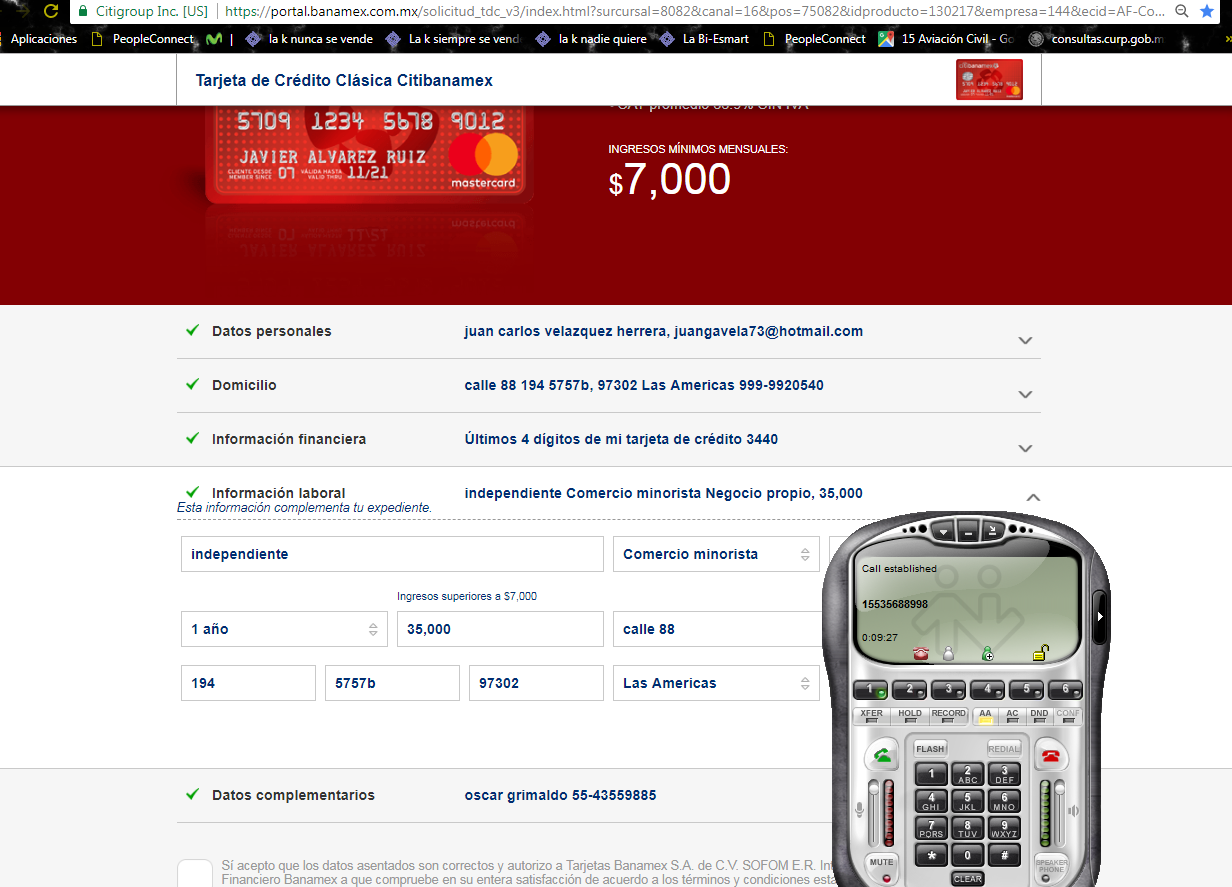 Citigroup Inc. [US] https://portal.banamex.com.mx/solicitud_tdc_v3/index.html?surcursal=8082&canal=16&pos=75082&idproducto=130217&empresa=144&ecid=AF-Co...
Aplicaciones PeopleConnect | la k nunca se vende La k siempre se vend la k nadie quiere La Bi-Esmart PeopleConnect 15 Aviación Civil - Go consultas.curp.gob.m »
Tarjeta de Crédito Clásica Citibanamex
5709 1234 5678 9012
JAVIER ALVAREZ RUIZ
CLIENTE DESDE MEMBER SINCE 07 VÁLIDA HASTA VALID THRU 11/21
mastercard
INGRESOS MÍNIMOS MENSUALES:
$7,000
Datos personales juan carlos velazquez herrera, juangavela73@hotmail.com
Domicilio calle 88 194 5757b, 97302 Las Americas 999-9920540
Información financiera Últimos 4 dígitos de mi tarjeta de crédito 3440
Información laboral independiente Comercio minorista Negocio propio, 35,000
Esta información complementa tu expediente.
independiente Comercio minorista
Ingresos superiores a $7,000
1 año 35,000 calle 88
194 5757b 97302 Las Americas
Datos complementarios oscar grimaldo 55-43559885
Sí acepto que los datos asentados son correctos y autorizo a Tarjetas Banamex S.A. de C.V. SOFOM E.R.
Financiero Banamex a que compruebe en su entera satisfacción de acuerdo a los términos y condiciones
Call established
15535688998
0:09:27
1 2 3 4 5 6
XFER HOLD RECORD AA AC DND CONF
FLASH REDIAL
1 2 ABC 3 DEF
4 GHI 5 JKL 6 MNO
7 PQRS 8 TUV 9 WXYZ
* 0 #
MUTE SPEAKER PHONE
CLEAR